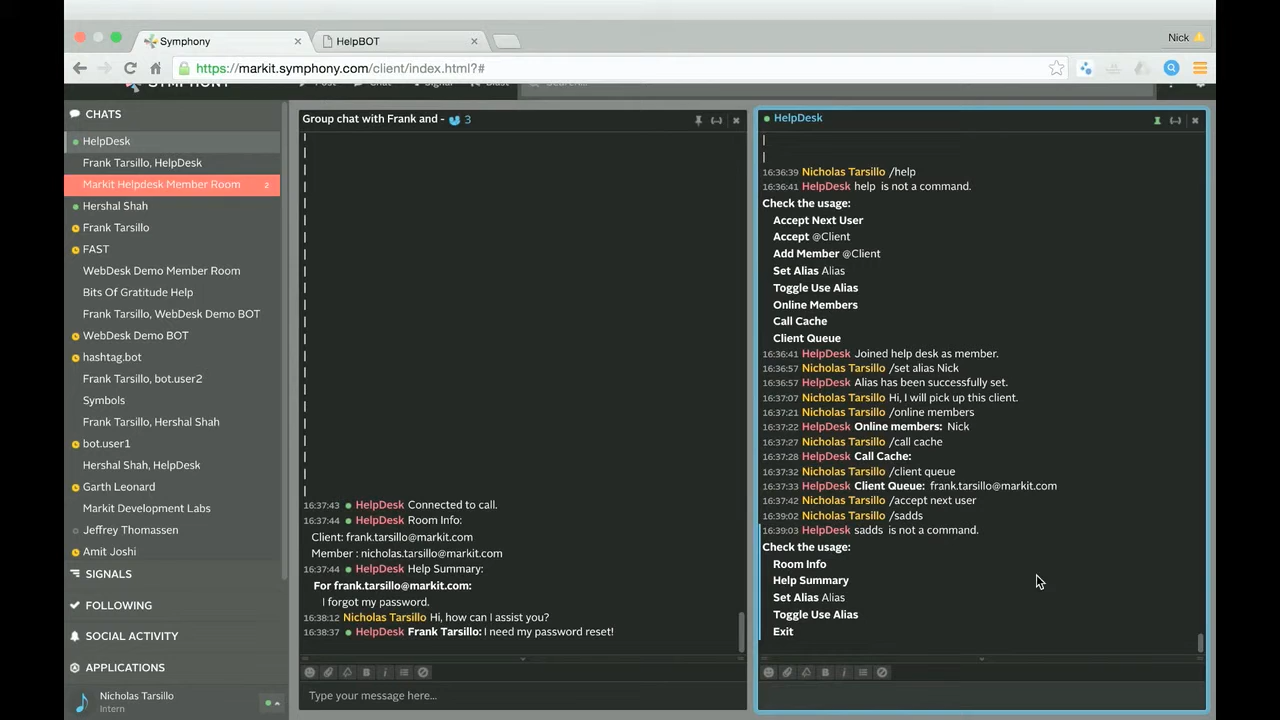 Symphony
HelpBOT
Nick
https://markit.symphony.com/client/index.html?#
SYMPHONY
Chat
Search...
CHATS
HelpDesk
Frank Tarsillo, HelpDesk
Markit Helpdesk Member Room 2
Hershal Shah
Frank Tarsillo
FAST
WebDesk Demo Member Room
Bits Of Gratitude Help
Frank Tarsillo, WebDesk Demo BOT
WebDesk Demo BOT
hashtag.bot
Frank Tarsillo, bot.user2
Symbols
Frank Tarsillo, Hershal Shah
bot.user1
Hershal Shah, HelpDesk
Garth Leonard
Markit Development Labs
Jeffrey Thomassen
Amit Joshi
SIGNALS
FOLLOWING
SOCIAL ACTIVITY
APPLICATIONS
Nicholas Tarsillo
Intern
Group chat with Frank and - 3
16:37:43 HelpDesk Connected to call.
16:37:44 HelpDesk Room Info:
Client: frank.tarsillo@markit.com
Member : nicholas.tarsillo@markit.com
16:37:44 HelpDesk Help Summary:
For frank.tarsillo@markit.com:
I forgot my password.
16:38:12 Nicholas Tarsillo Hi, how can I assist you?
16:38:37 HelpDesk Frank Tarsillo: I need my password reset!
Type your message here...
HelpDesk
16:36:39 Nicholas Tarsillo /help
16:36:41 HelpDesk help is not a command.
Check the usage:
Accept Next User
Accept @Client
Add Member @Client
Set Alias Alias
Toggle Use Alias
Online Members
Call Cache
Client Queue
16:36:41 HelpDesk Joined help desk as member.
16:36:57 Nicholas Tarsillo /set alias Nick
16:36:57 HelpDesk Alias has been successfully set.
16:37:07 Nicholas Tarsillo Hi, I will pick up this client.
16:37:21 Nicholas Tarsillo /online members
16:37:22 HelpDesk Online members: Nick
16:37:27 Nicholas Tarsillo /call cache
16:37:28 HelpDesk Call Cache:
16:37:32 Nicholas Tarsillo /client queue
16:37:33 HelpDesk Client Queue: frank.tarsillo@markit.com
16:37:42 Nicholas Tarsillo /accept next user
16:39:02 Nicholas Tarsillo /sadds
16:39:03 HelpDesk sadds is not a command.
Check the usage:
Room Info
Help Summary
Set Alias Alias
Toggle Use Alias
Exit